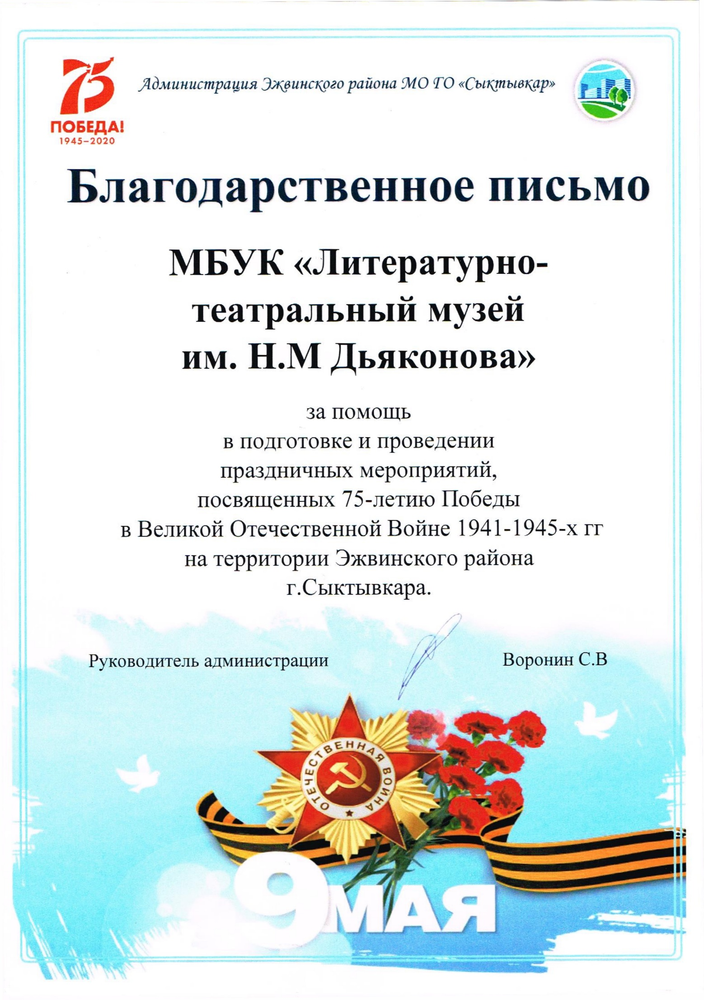 75
ПОБЕДА!
1945–2020
Администрация Эжвинского района МО ГО «Сыктывкар»
Благодарственное письмо
МБУК «Литературно-
театральный музей
им. Н.М Дьяконова»
за помощь
в подготовке и проведении
праздничных мероприятий,
посвященных 75-летию Победы
в Великой Отечественной Войне 1941-1945-х гг
на территории Эжвинского района
г.Сыктывкара.
Руководитель администрации
Воронин С.В
ОТЕЧЕСТВЕННАЯ ВОЙНА
9 МАЯ